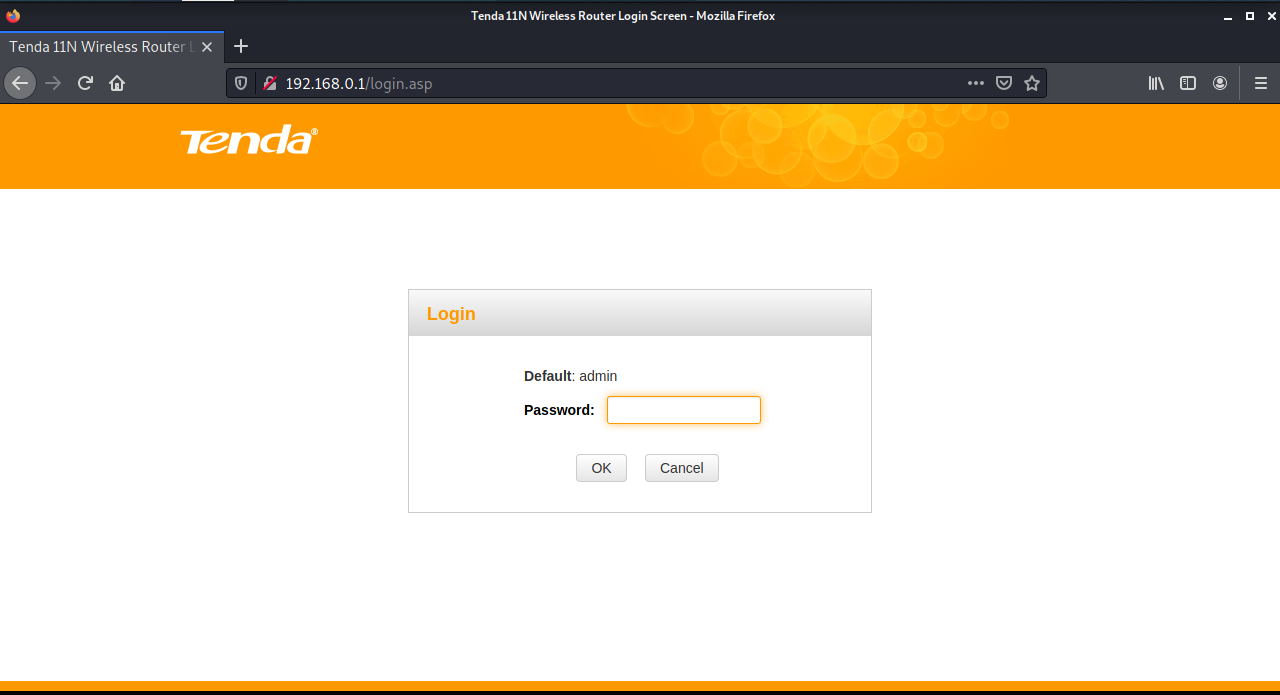 Tenda 11N Wireless Router Login Screen - Mozilla Firefox
Tenda 11N Wireless Router L
192.168.0.1/login.asp
Tenda®
Login
Default: admin
Password:
OK Cancel